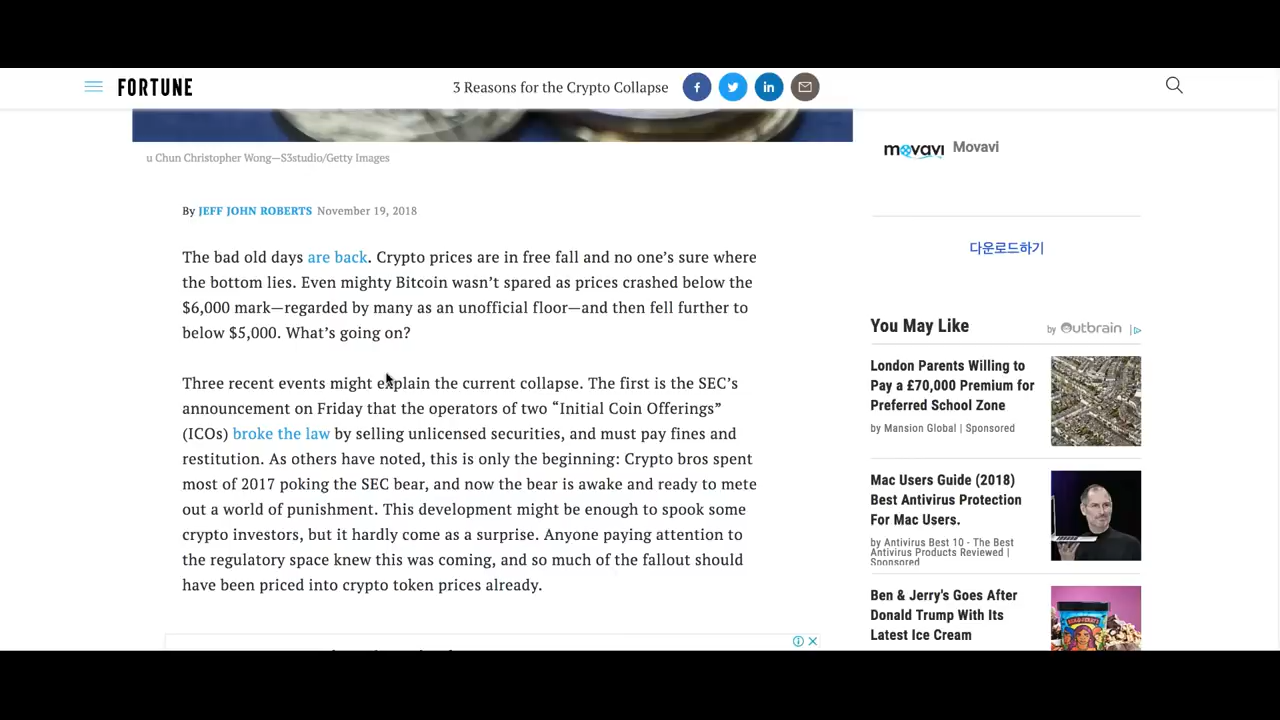 FORTUNE
3 Reasons for the Crypto Collapse
u Chun Christopher Wong—S3studio/Getty Images
By JEFF JOHN ROBERTS November 19, 2018
The bad old days are back. Crypto prices are in free fall and no one’s sure where
the bottom lies. Even mighty Bitcoin wasn’t spared as prices crashed below the
$6,000 mark—regarded by many as an unofficial floor—and then fell further to
below $5,000. What’s going on?
Three recent events might explain the current collapse. The first is the SEC’s
announcement on Friday that the operators of two “Initial Coin Offerings”
(ICOs) broke the law by selling unlicensed securities, and must pay fines and
restitution. As others have noted, this is only the beginning: Crypto bros spent
most of 2017 poking the SEC bear, and now the bear is awake and ready to mete
out a world of punishment. This development might be enough to spook some
crypto investors, but it hardly come as a surprise. Anyone paying attention to
the regulatory space knew this was coming, and so much of the fallout should
have been priced into crypto token prices already.
movavi
Movavi
다운로드하기
You May Like
by Outbrain
London Parents Willing to
Pay a £70,000 Premium for
Preferred School Zone
by Mansion Global | Sponsored
Mac Users Guide (2018)
Best Antivirus Protection
For Mac Users.
by Antivirus Best 10 - The Best
Antivirus Products Reviewed |
Sponsored
Ben & Jerry’s Goes After
Donald Trump With Its
Latest Ice Cream